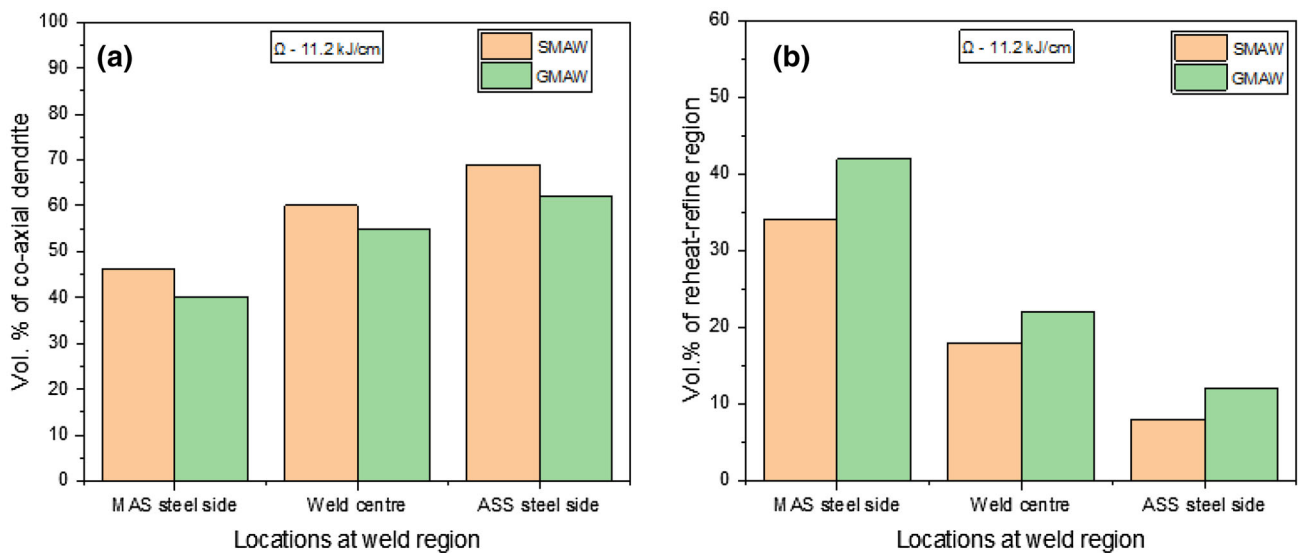 (a)
Ω - 11.2 kJ/cm
SMAW
GMAW
Vol. % of co-axial dendrite
100
90
80
70
60
50
40
30
20
10
0
MAS steel side
Weld centre
ASS steel side
Locations at weld region
(b)
Ω - 11.2 kJ/cm
SMAW
GMAW
Vol.% of reheat-refine region
60
50
40
30
20
10
0
MAS steel side
Weld centre
ASS steel side
Locations at weld region